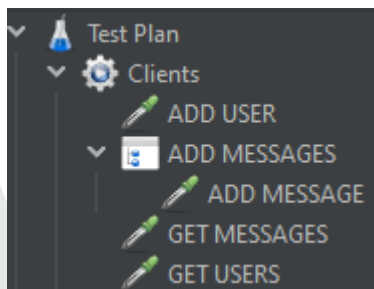 Test Plan
Clients
ADD USER
ADD MESSAGES
ADD MESSAGE
GET MESSAGES
GET USERS